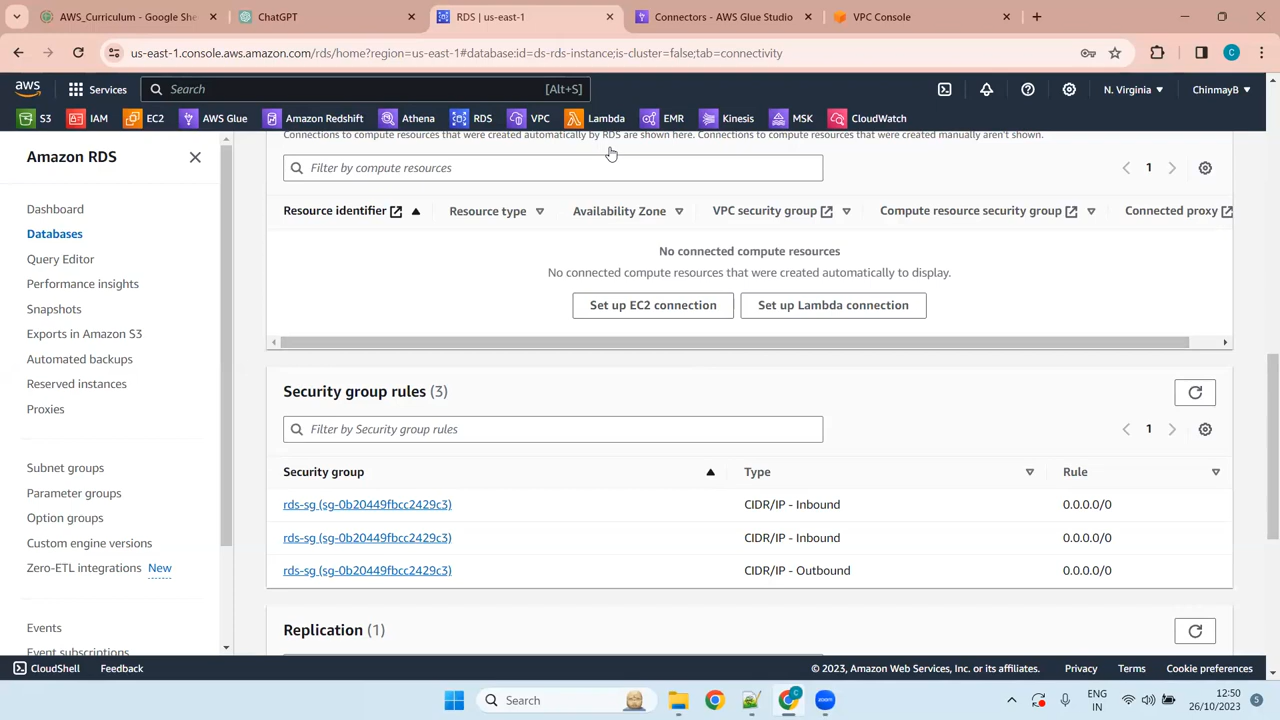 AWS_Curriculum - Google She
ChatGPT
RDS | us-east-1
Connectors - AWS Glue Studio
VPC Console
us-east-1.console.aws.amazon.com/rds/home?region=us-east-1#database:id=ds-rds-instance;is-cluster=false;tab=connectivity
aws
Services
Search
[Alt+S]
N. Virginia
ChinmayB
S3
IAM
EC2
AWS Glue
Amazon Redshift
Athena
RDS
VPC
Lambda
EMR
Kinesis
MSK
CloudWatch
Amazon RDS
Dashboard
Databases
Query Editor
Performance insights
Snapshots
Exports in Amazon S3
Automated backups
Reserved instances
Proxies
Subnet groups
Parameter groups
Option groups
Custom engine versions
Zero-ETL integrations New
Events
Event subscriptions
Connections to compute resources that were created automatically by RDS are shown here. Connections to compute resources that were created manually aren't shown.
Filter by compute resources
1
Resource identifier
Resource type
Availability Zone
VPC security group
Compute resource security group
Connected proxy
No connected compute resources
No connected compute resources that were created automatically to display.
Set up EC2 connection
Set up Lambda connection
Security group rules (3)
Filter by Security group rules
1
Security group
Type
Rule
rds-sg (sg-0b20449fbcc2429c3)
CIDR/IP - Inbound
0.0.0.0/0
rds-sg (sg-0b20449fbcc2429c3)
CIDR/IP - Inbound
0.0.0.0/0
rds-sg (sg-0b20449fbcc2429c3)
CIDR/IP - Outbound
0.0.0.0/0
Replication (1)
CloudShell
Feedback
© 2023, Amazon Web Services, Inc. or its affiliates.
Privacy
Terms
Cookie preferences
Search
ENG
IN
12:50
26/10/2023
5